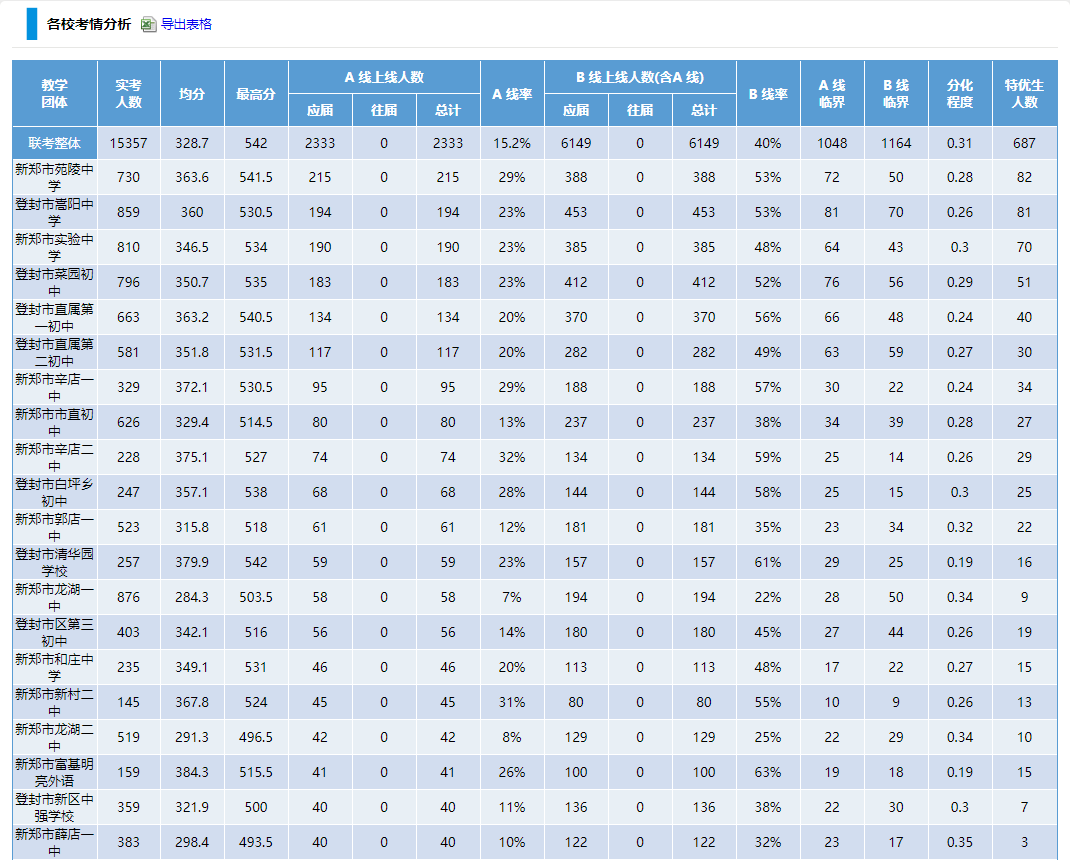 各校考情分析 导出表格
教学团体 实考人数 均分 最高分 A 线上线人数 A 线率 B 线上线人数(含A 线) B 线率 A 线临界 B 线临界 分化程度 特优生人数
应届 往届 总计 应届 往届 总计
联考整体 15357 328.7 542 2333 0 2333 15.2% 6149 0 6149 40% 1048 1164 0.31 687
新郑市苑陵中学 730 363.6 541.5 215 0 215 29% 388 0 388 53% 72 50 0.28 82
登封市嵩阳中学 859 360 530.5 194 0 194 23% 453 0 453 53% 81 70 0.26 81
新郑市实验中学 810 346.5 534 190 0 190 23% 385 0 385 48% 64 43 0.3 70
登封市菜园初中 796 350.7 535 183 0 183 23% 412 0 412 52% 76 56 0.29 51
登封市直属第一初中 663 363.2 540.5 134 0 134 20% 370 0 370 56% 66 48 0.24 40
登封市直属第二初中 581 351.8 531.5 117 0 117 20% 282 0 282 49% 63 59 0.27 30
新郑市辛店一中 329 372.1 530.5 95 0 95 29% 188 0 188 57% 30 22 0.24 34
新郑市市直初中 626 329.4 514.5 80 0 80 13% 237 0 237 38% 34 39 0.28 27
新郑市辛店二中 228 375.1 527 74 0 74 32% 134 0 134 59% 25 14 0.26 29
登封市白坪乡初中 247 357.1 538 68 0 68 28% 144 0 144 58% 25 15 0.3 25
新郑市郭店一中 523 315.8 518 61 0 61 12% 181 0 181 35% 23 34 0.32 22
登封市清华园学校 257 379.9 542 59 0 59 23% 157 0 157 61% 29 25 0.19 16
新郑市龙湖一中 876 284.3 503.5 58 0 58 7% 194 0 194 22% 28 50 0.34 9
登封市区第三初中 403 342.1 516 56 0 56 14% 180 0 180 45% 27 44 0.26 19
新郑市和庄中学 235 349.1 531 46 0 46 20% 113 0 113 48% 17 22 0.27 15
新郑市新村二中 145 367.8 524 45 0 45 31% 80 0 80 55% 10 9 0.26 13
新郑市龙湖二中 519 291.3 496.5 42 0 42 8% 129 0 129 25% 22 29 0.34 10
新郑市富基明亮外语 159 384.3 515.5 41 0 41 26% 100 0 100 63% 19 18 0.19 15
登封市新区中强学校 359 321.9 500 40 0 40 11% 136 0 136 38% 22 30 0.3 7
新郑市薛店一中 383 298.4 493.5 40 0 40 10% 122 0 122 32% 23 17 0.35 3